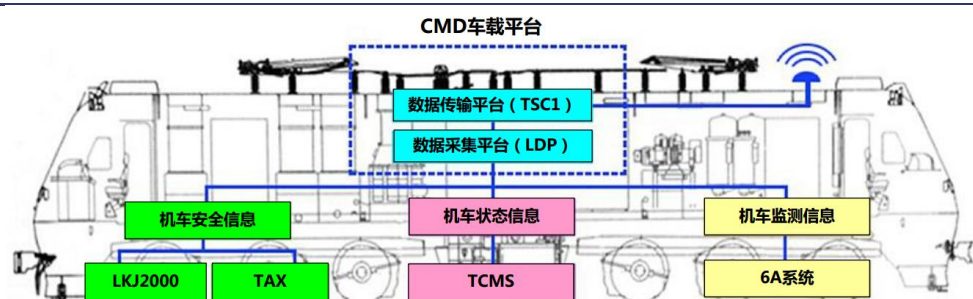 CMD车载平台
数据传输平台（TSC1）
数据采集平台（LDP）
机车安全信息
机车状态信息
机车监测信息
LKJ2000
TAX
TCMS
6A系统